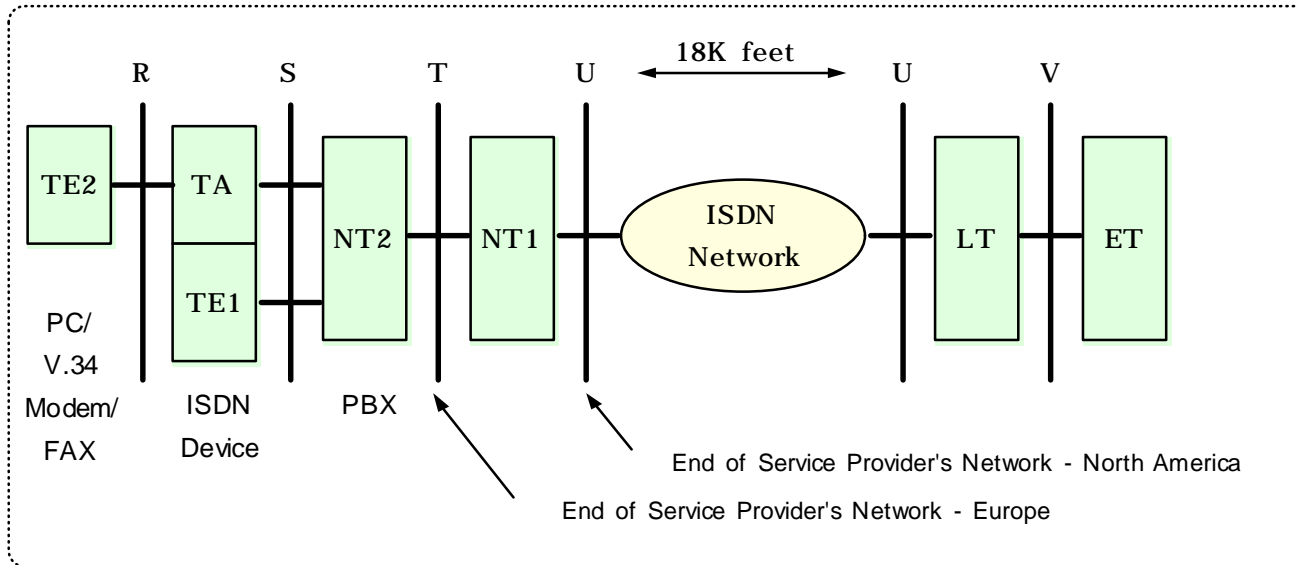 18K feet
R
S
T
U
U
V
TE2
TA
TE1
NT2
NT1
ISDN
Network
LT
ET
PC/
V.34
Modem/
FAX
ISDN
Device
PBX
End of Service Provider's Network - North America
End of Service Provider's Network - Europe